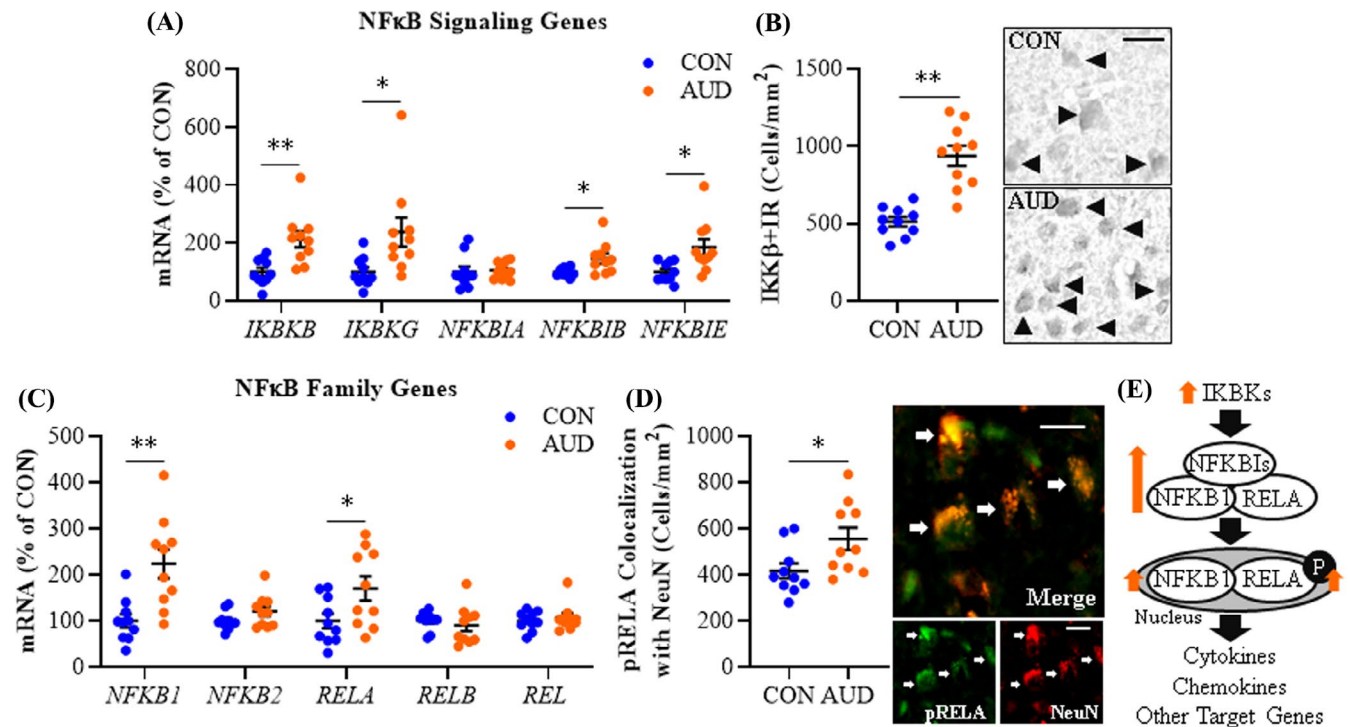 (A)
NFκB Signaling Genes
CON
AUD
mRNA (% of CON)
800
600
400
200
0
**
*
*
*
IKBKB IKBKG NFKBIA NFKBIB NFKBIE
(B)
IKKβ+IR (Cells/mm²)
1500
1000
500
0
**
CON AUD
CON
AUD
(C)
NFκB Family Genes
CON
AUD
mRNA (% of CON)
500
400
300
200
100
0
**
*
NFKB1 NFKB2 RELA RELB REL
(D)
pRELA Colocalization
with NeuN (Cells/mm²)
1000
800
600
400
200
0
*
CON AUD
Merge
pRELA
NeuN
(E)
IKBKs
NFKBIs
NFKB1 RELA
NFKB1 RELA P
Nucleus
Cytokines
Chemokines
Other Target Genes